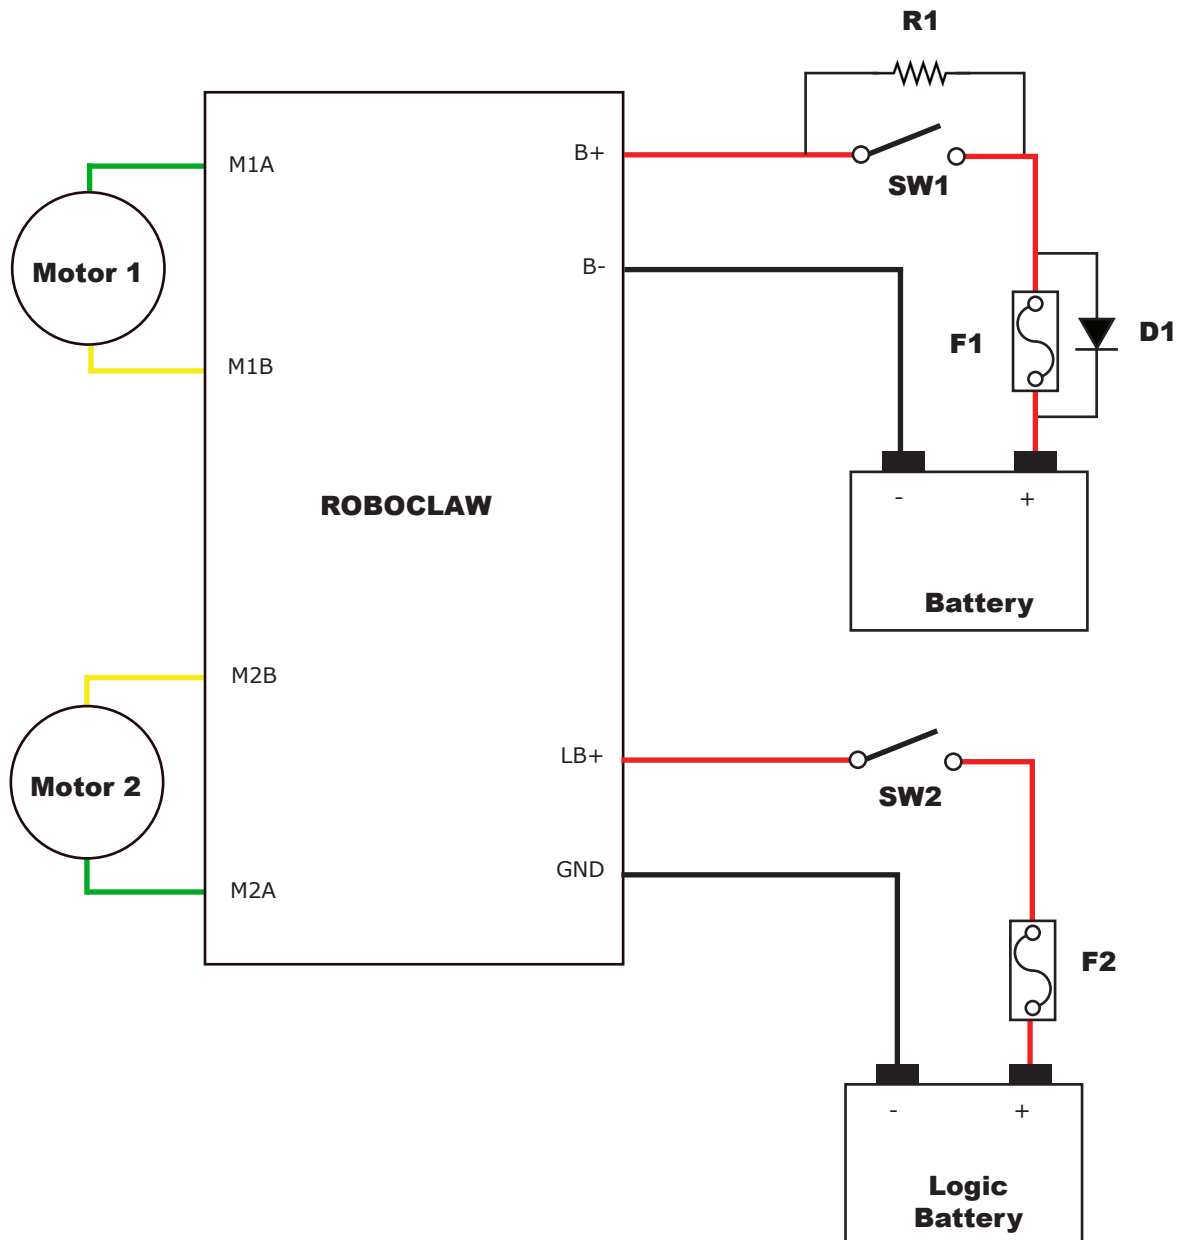 R1
M1A
B+
SW1
B-
Motor 1
D1
F1
M1B
ROBOCLAW
- +
Battery
M2B
LB+
Motor 2
SW2
GND
M2A
F2
- +
Logic
Battery